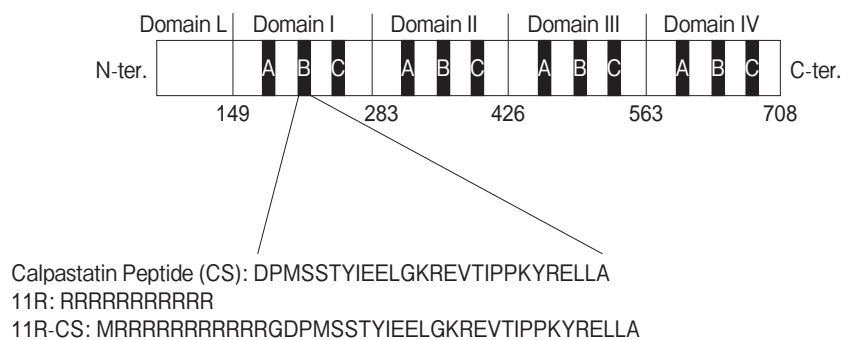 Domain L Domain I Domain II Domain III Domain IV
N-ter. A B C A B C A B C A B C C-ter.
149 283 426 563 708
Calpastatin Peptide (CS): DPMSSTYIEELGKREVTIPPKYRELLA
11R: RRRRRRRRRRR
11R-CS: MRRRRRRRRRRRGDPMSSTYIEELGKREVTIPPKYRELLA